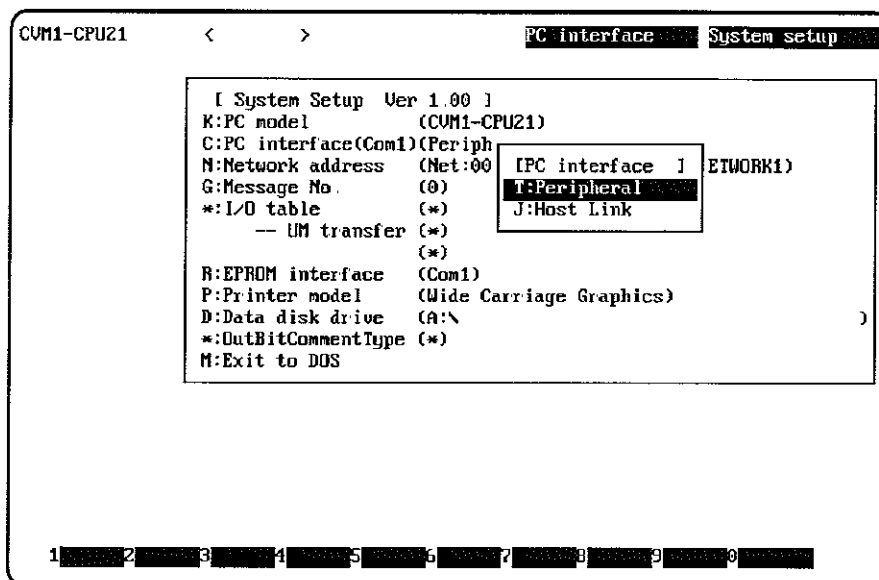 CVM1-CPU21 < > PC interface System setup
[ System Setup Ver 1.00 ]
K:PC model (CVM1-CPU21)
C:PC interface(Com1)(Periph
N:Network address (Net:00 [PC interface ] ETWORK1)
G:Message No. (0) T:Peripheral
*:I/O table (*) J:Host Link
-- UM transfer (*)
(*)
R:EPROM interface (Com1)
P:Printer model (Wide Carriage Graphics)
D:Data disk drive (A:\ )
*:OutBitCommentType (*)
M:Exit to DOS
1 2 3 4 5 6 7 8 9 0